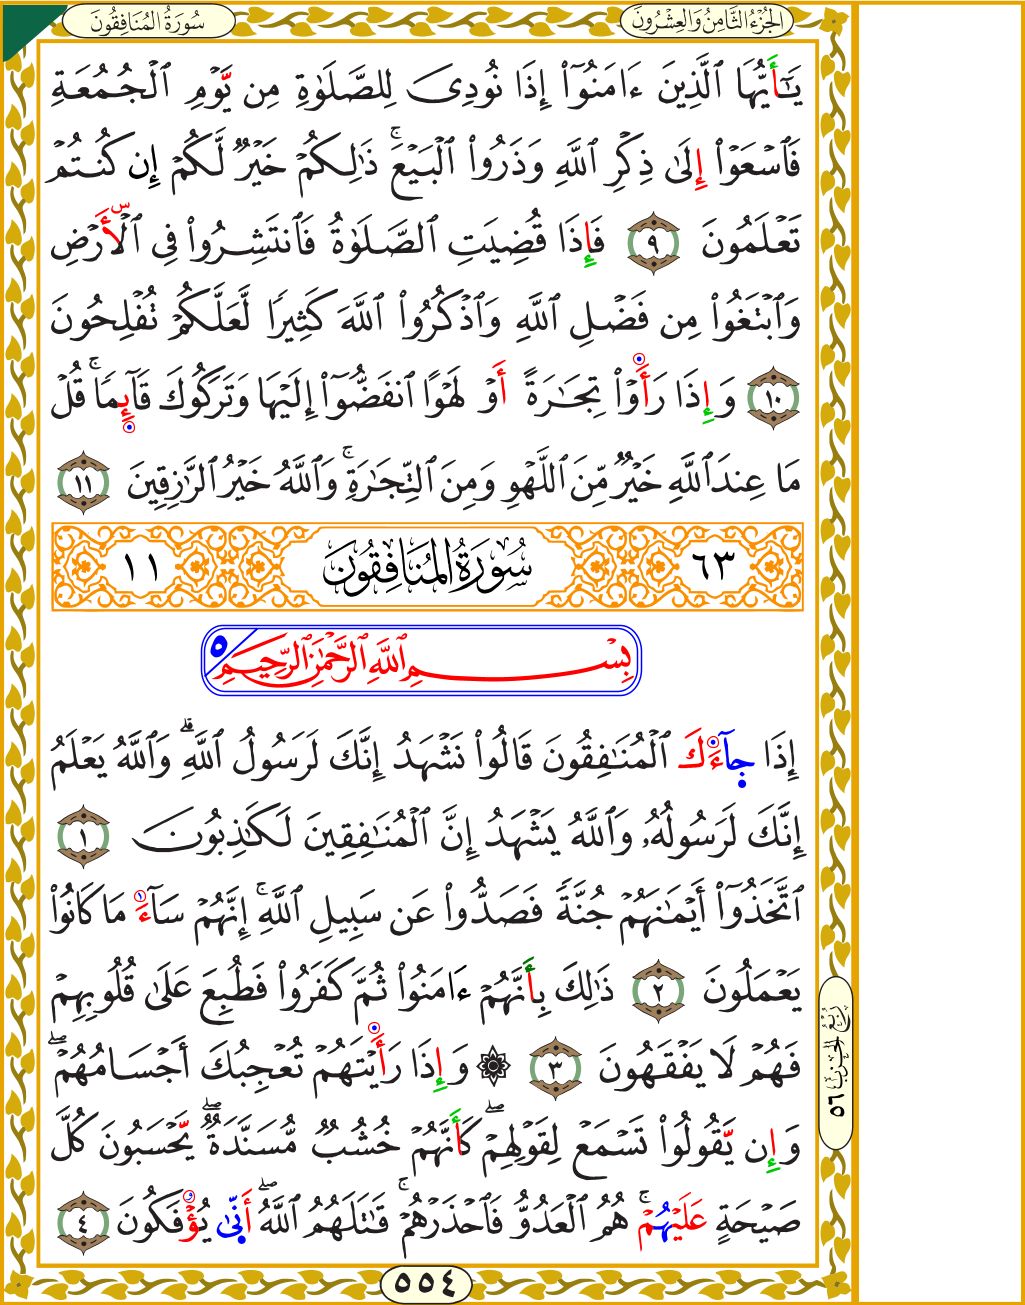 سُورَةُ المُنَافِقُونَ
الجُزْءُ الثَّامِنُ وَالعِشْرُونَ
يَـٰٓأَيُّهَا ٱلَّذِينَ ءَامَنُوٓا۟ إِذَا نُودِىَ لِلصَّلَوٰةِ مِن يَّوْمِ ٱلْجُمُعَةِ
فَٱسْعَوْا۟ إِلَىٰ ذِكْرِ ٱللَّهِ وَذَرُوا۟ ٱلْبَيْعَ ۚ ذَٰلِكُمْ خَيْرٌ لَّكُمْ إِن كُنتُمْ
تَعْلَمُونَ ٩ فَإِذَا قُضِيَتِ ٱلصَّلَوٰةُ فَٱنتَشِرُوا۟ فِى ٱلْأَرْضِ
وَٱبْتَغُوا۟ مِن فَضْلِ ٱللَّهِ وَٱذْكُرُوا۟ ٱللَّهَ كَثِيرًا لَّعَلَّكُمْ تُفْلِحُونَ
١٠ وَإِذَا رَأَوْا۟ تِجَـٰرَةً أَوْ لَهْوًا ٱنفَضُّوٓا۟ إِلَيْهَا وَتَرَكُوكَ قَآئِمًا ۚ قُلْ
مَا عِندَ ٱللَّهِ خَيْرٌ مِّنَ ٱللَّهْوِ وَمِنَ ٱلتِّجَـٰرَةِ ۚ وَٱللَّهُ خَيْرُ ٱلرَّٰزِقِينَ ١١
٦٣ سُورَةُ المُنَافِقُونَ ١١
بِسْمِ ٱللَّهِ ٱلرَّحْمَـٰنِ ٱلرَّحِيمِ ٥
إِذَا جَآءَكَ ٱلْمُنَـٰفِقُونَ قَالُوا۟ نَشْهَدُ إِنَّكَ لَرَسُولُ ٱللَّهِ ۗ وَٱللَّهُ يَعْلَمُ
إِنَّكَ لَرَسُولُهُۥ وَٱللَّهُ يَشْهَدُ إِنَّ ٱلْمُنَـٰفِقِينَ لَكَـٰذِبُونَ ١
ٱتَّخَذُوٓا۟ أَيْمَـٰنَهُمْ جُنَّةً فَصَدُّوا۟ عَن سَبِيلِ ٱللَّهِ ۚ إِنَّهُمْ سَآءَ مَا كَانُوا۟
يَعْمَلُونَ ٢ ذَٰلِكَ بِأَنَّهُمْ ءَامَنُوا۟ ثُمَّ كَفَرُوا۟ فَطُبِعَ عَلَىٰ قُلُوبِهِمْ
فَهُمْ لَا يَفْقَهُونَ ٣ ۞ وَإِذَا رَأَيْتَهُمْ تُعْجِبُكَ أَجْسَامُهُمْ ۖ
وَإِن يَّقُولُوا۟ تَسْمَعْ لِقَوْلِهِمْ ۖ كَأَنَّهُمْ خُشُبٌ مُّسَنَّدَةٌ ۖ يَحْسَبُونَ كُلَّ
صَيْحَةٍ عَلَيْهِمْ ۚ هُمُ ٱلْعَدُوُّ فَٱحْذَرْهُمْ ۚ قَـٰتَلَهُمُ ٱللَّهُ ۖ أَنَّىٰ يُؤْفَكُونَ ٤
رُبْعُ الحِزْبِ ٥٦
٥٥٤